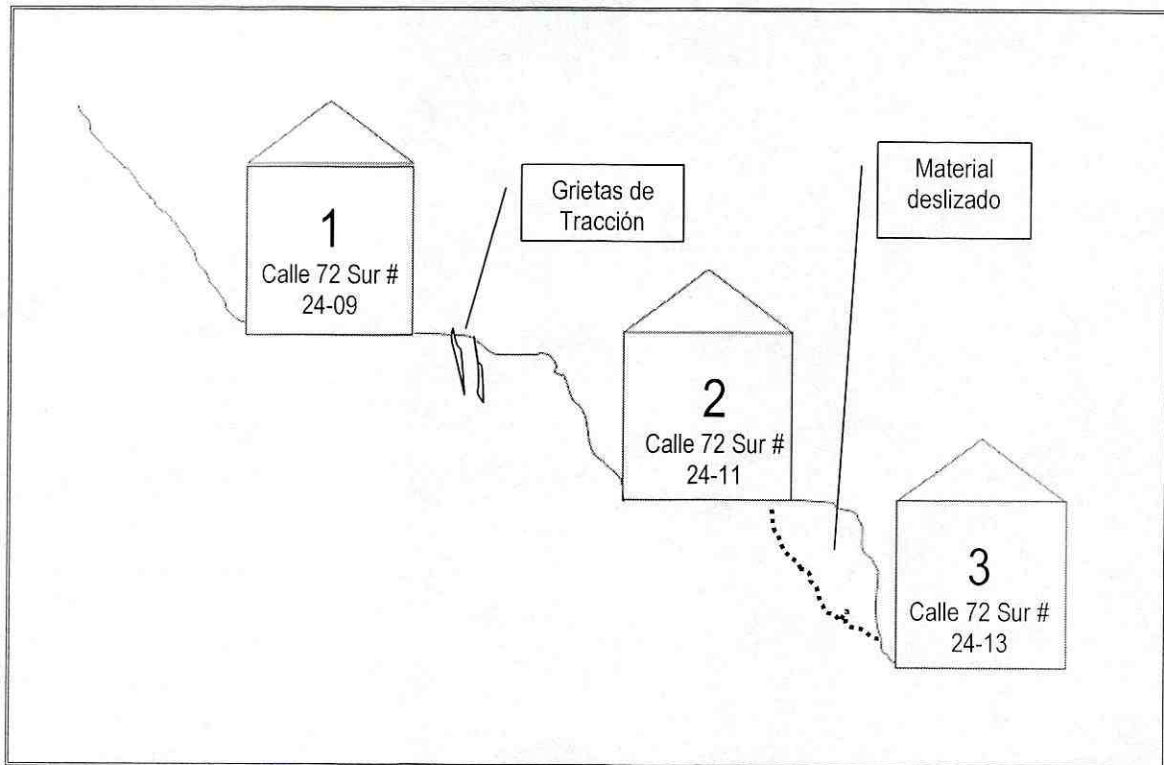 1
Calle 72 Sur #
24-09
Grietas de
Tracción
Material
deslizado
2
Calle 72 Sur #
24-11
3
Calle 72 Sur #
24-13